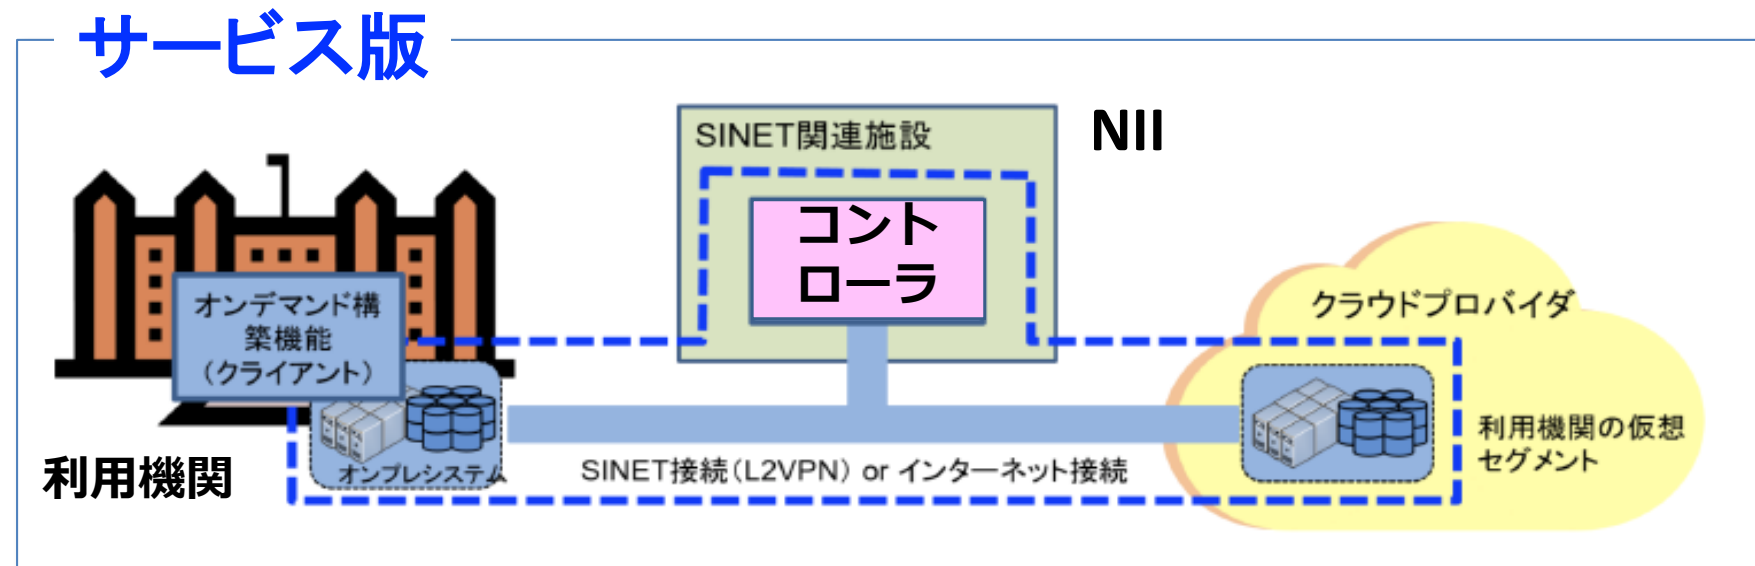 サービス版
SINET関連施設
NII
コント
ローラ
オンデマンド構
築機能
（クライアント）
クラウドプロバイダ
利用機関の仮想
セグメント
オンプレシステム
SINET接続（L2VPN） or インターネット接続
利用機関